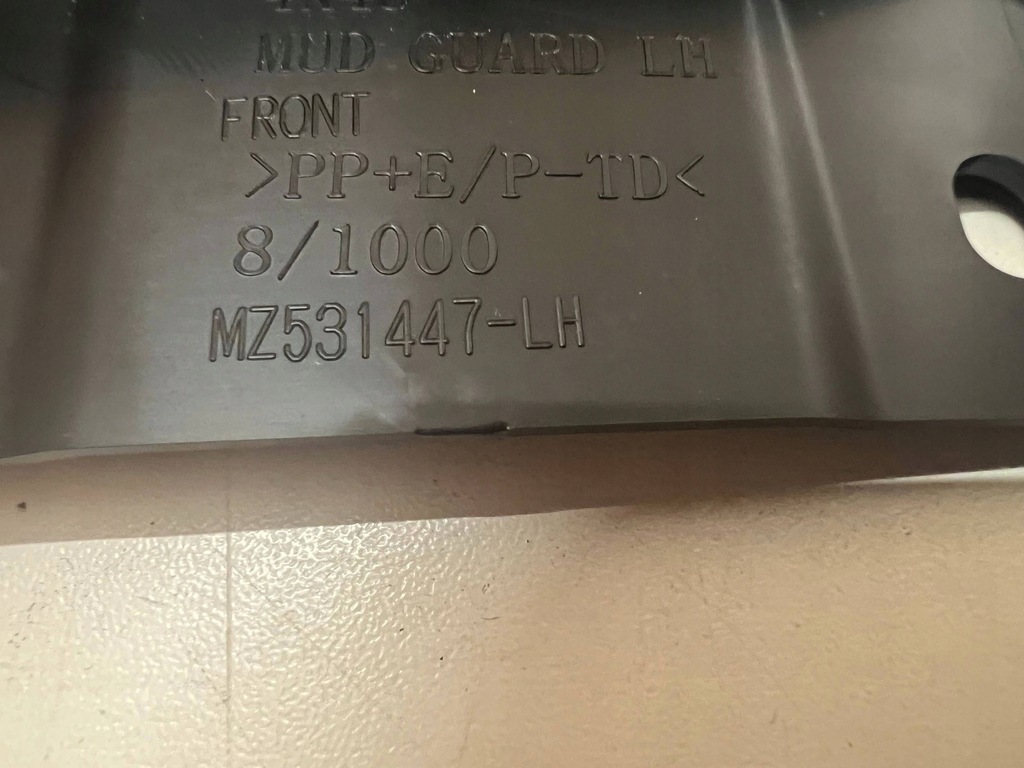 MUD GUARD LH
FRONT
>PP+E/P-TD<
8/1000
MZ531447-LH